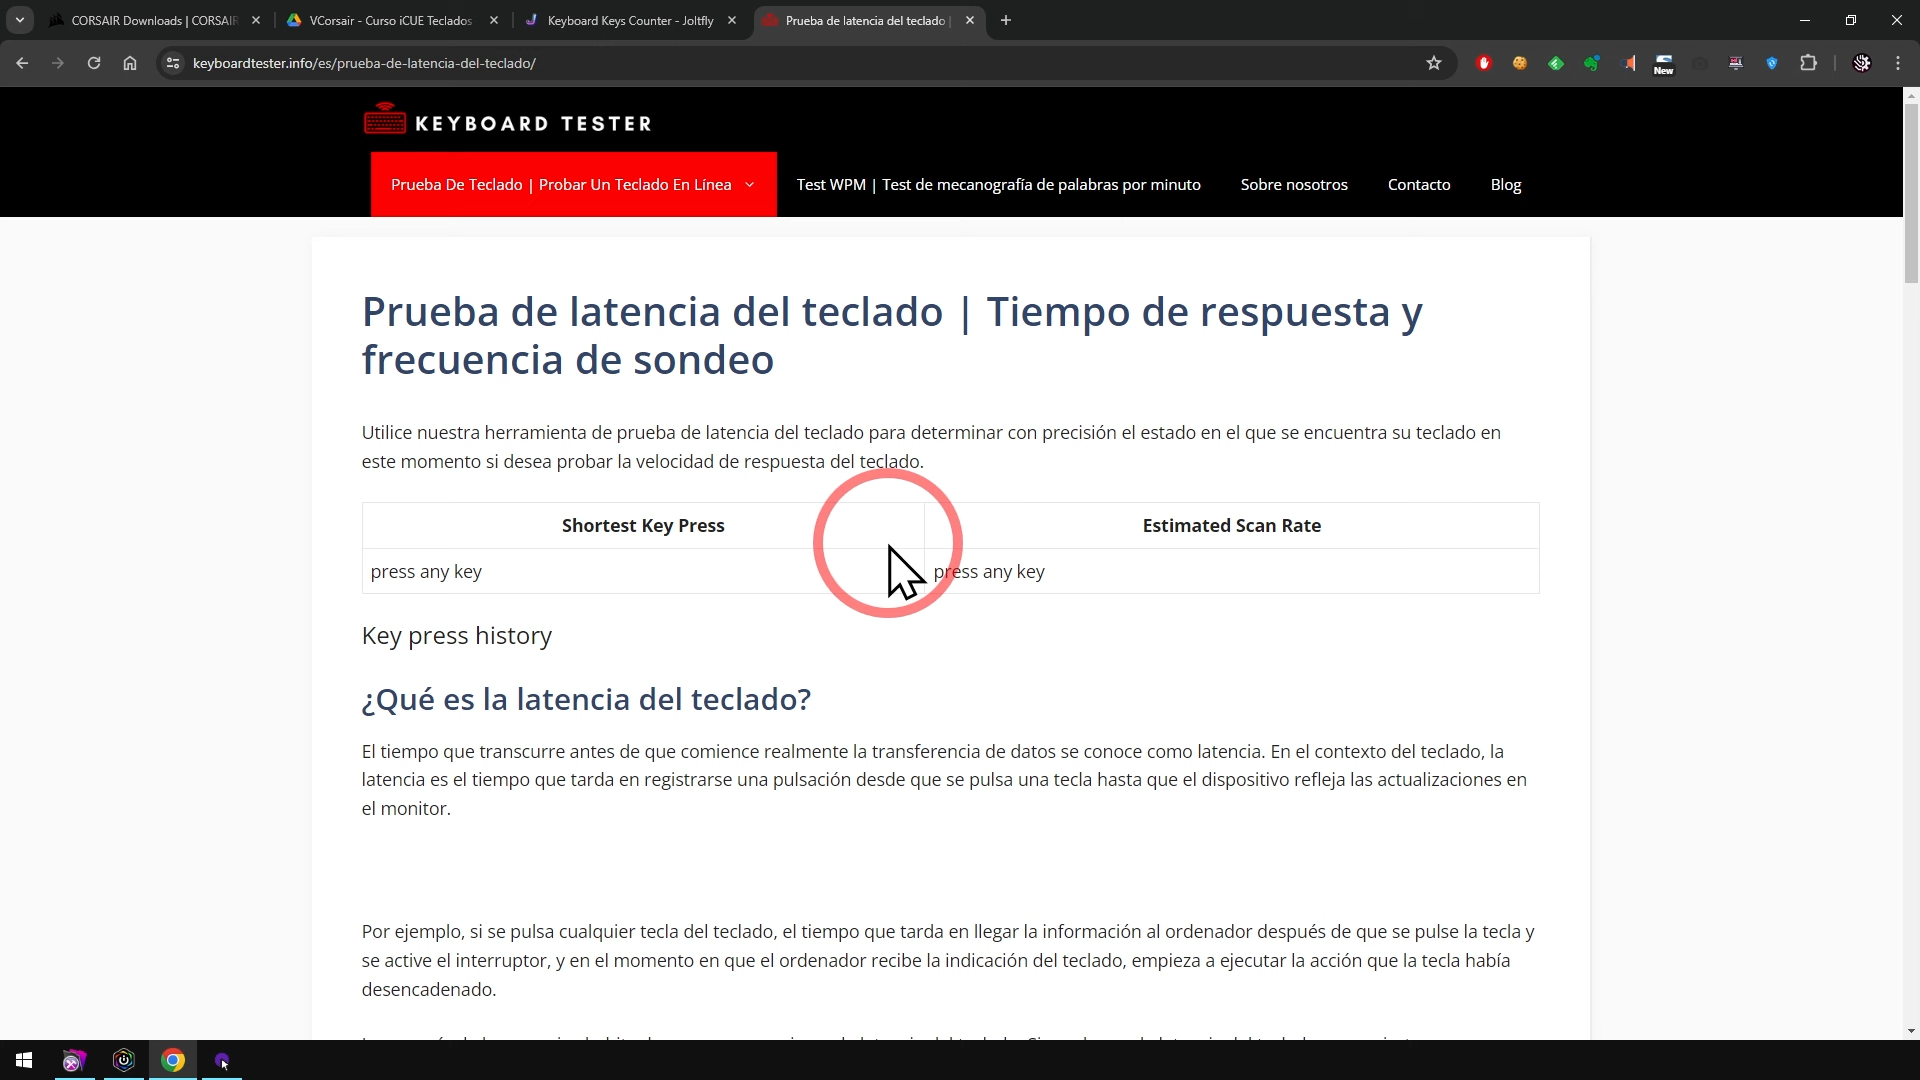 CORSAIR Downloads | CORSAIR
VCorsair - Curso iCUE Teclados
Keyboard Keys Counter - Joltfly
Prueba de latencia del teclado |
keyboardtester.info/es/prueba-de-latencia-del-teclado/
New
KEYBOARD TESTER
Prueba De Teclado | Probar Un Teclado En Línea
Test WPM | Test de mecanografía de palabras por minuto
Sobre nosotros
Contacto
Blog
Prueba de latencia del teclado | Tiempo de respuesta y
frecuencia de sondeo
Utilice nuestra herramienta de prueba de latencia del teclado para determinar con precisión el estado en el que se encuentra su teclado en
este momento si desea probar la velocidad de respuesta del teclado.
Shortest Key Press
Estimated Scan Rate
press any key
press any key
Key press history
¿Qué es la latencia del teclado?
El tiempo que transcurre antes de que comience realmente la transferencia de datos se conoce como latencia. En el contexto del teclado, la
latencia es el tiempo que tarda en registrarse una pulsación desde que se pulsa una tecla hasta que el dispositivo refleja las actualizaciones en
el monitor.
Por ejemplo, si se pulsa cualquier tecla del teclado, el tiempo que tarda en llegar la información al ordenador después de que se pulse la tecla y
se active el interruptor, y en el momento en que el ordenador recibe la indicación del teclado, empieza a ejecutar la acción que la tecla había
desencadenado.